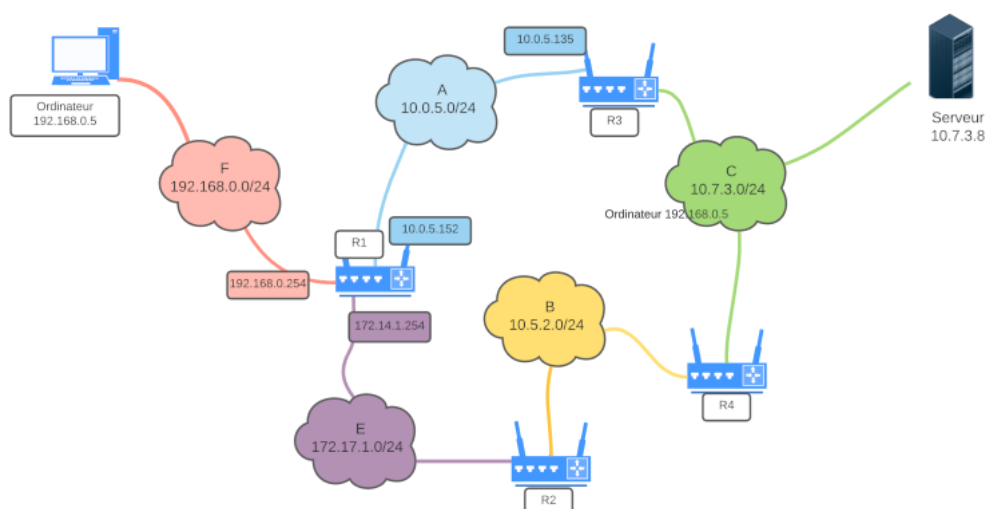 10.0.5.135
Ordinateur
192.168.0.5
A
10.0.5.0/24
R3
Serveur
10.7.3.8
F
192.168.0.0/24
C
10.7.3.0/24
Ordinateur 192.168.0.5
R1
10.0.5.152
192.168.0.254
172.14.1.254
B
10.5.2.0/24
R4
E
172.17.1.0/24
R2